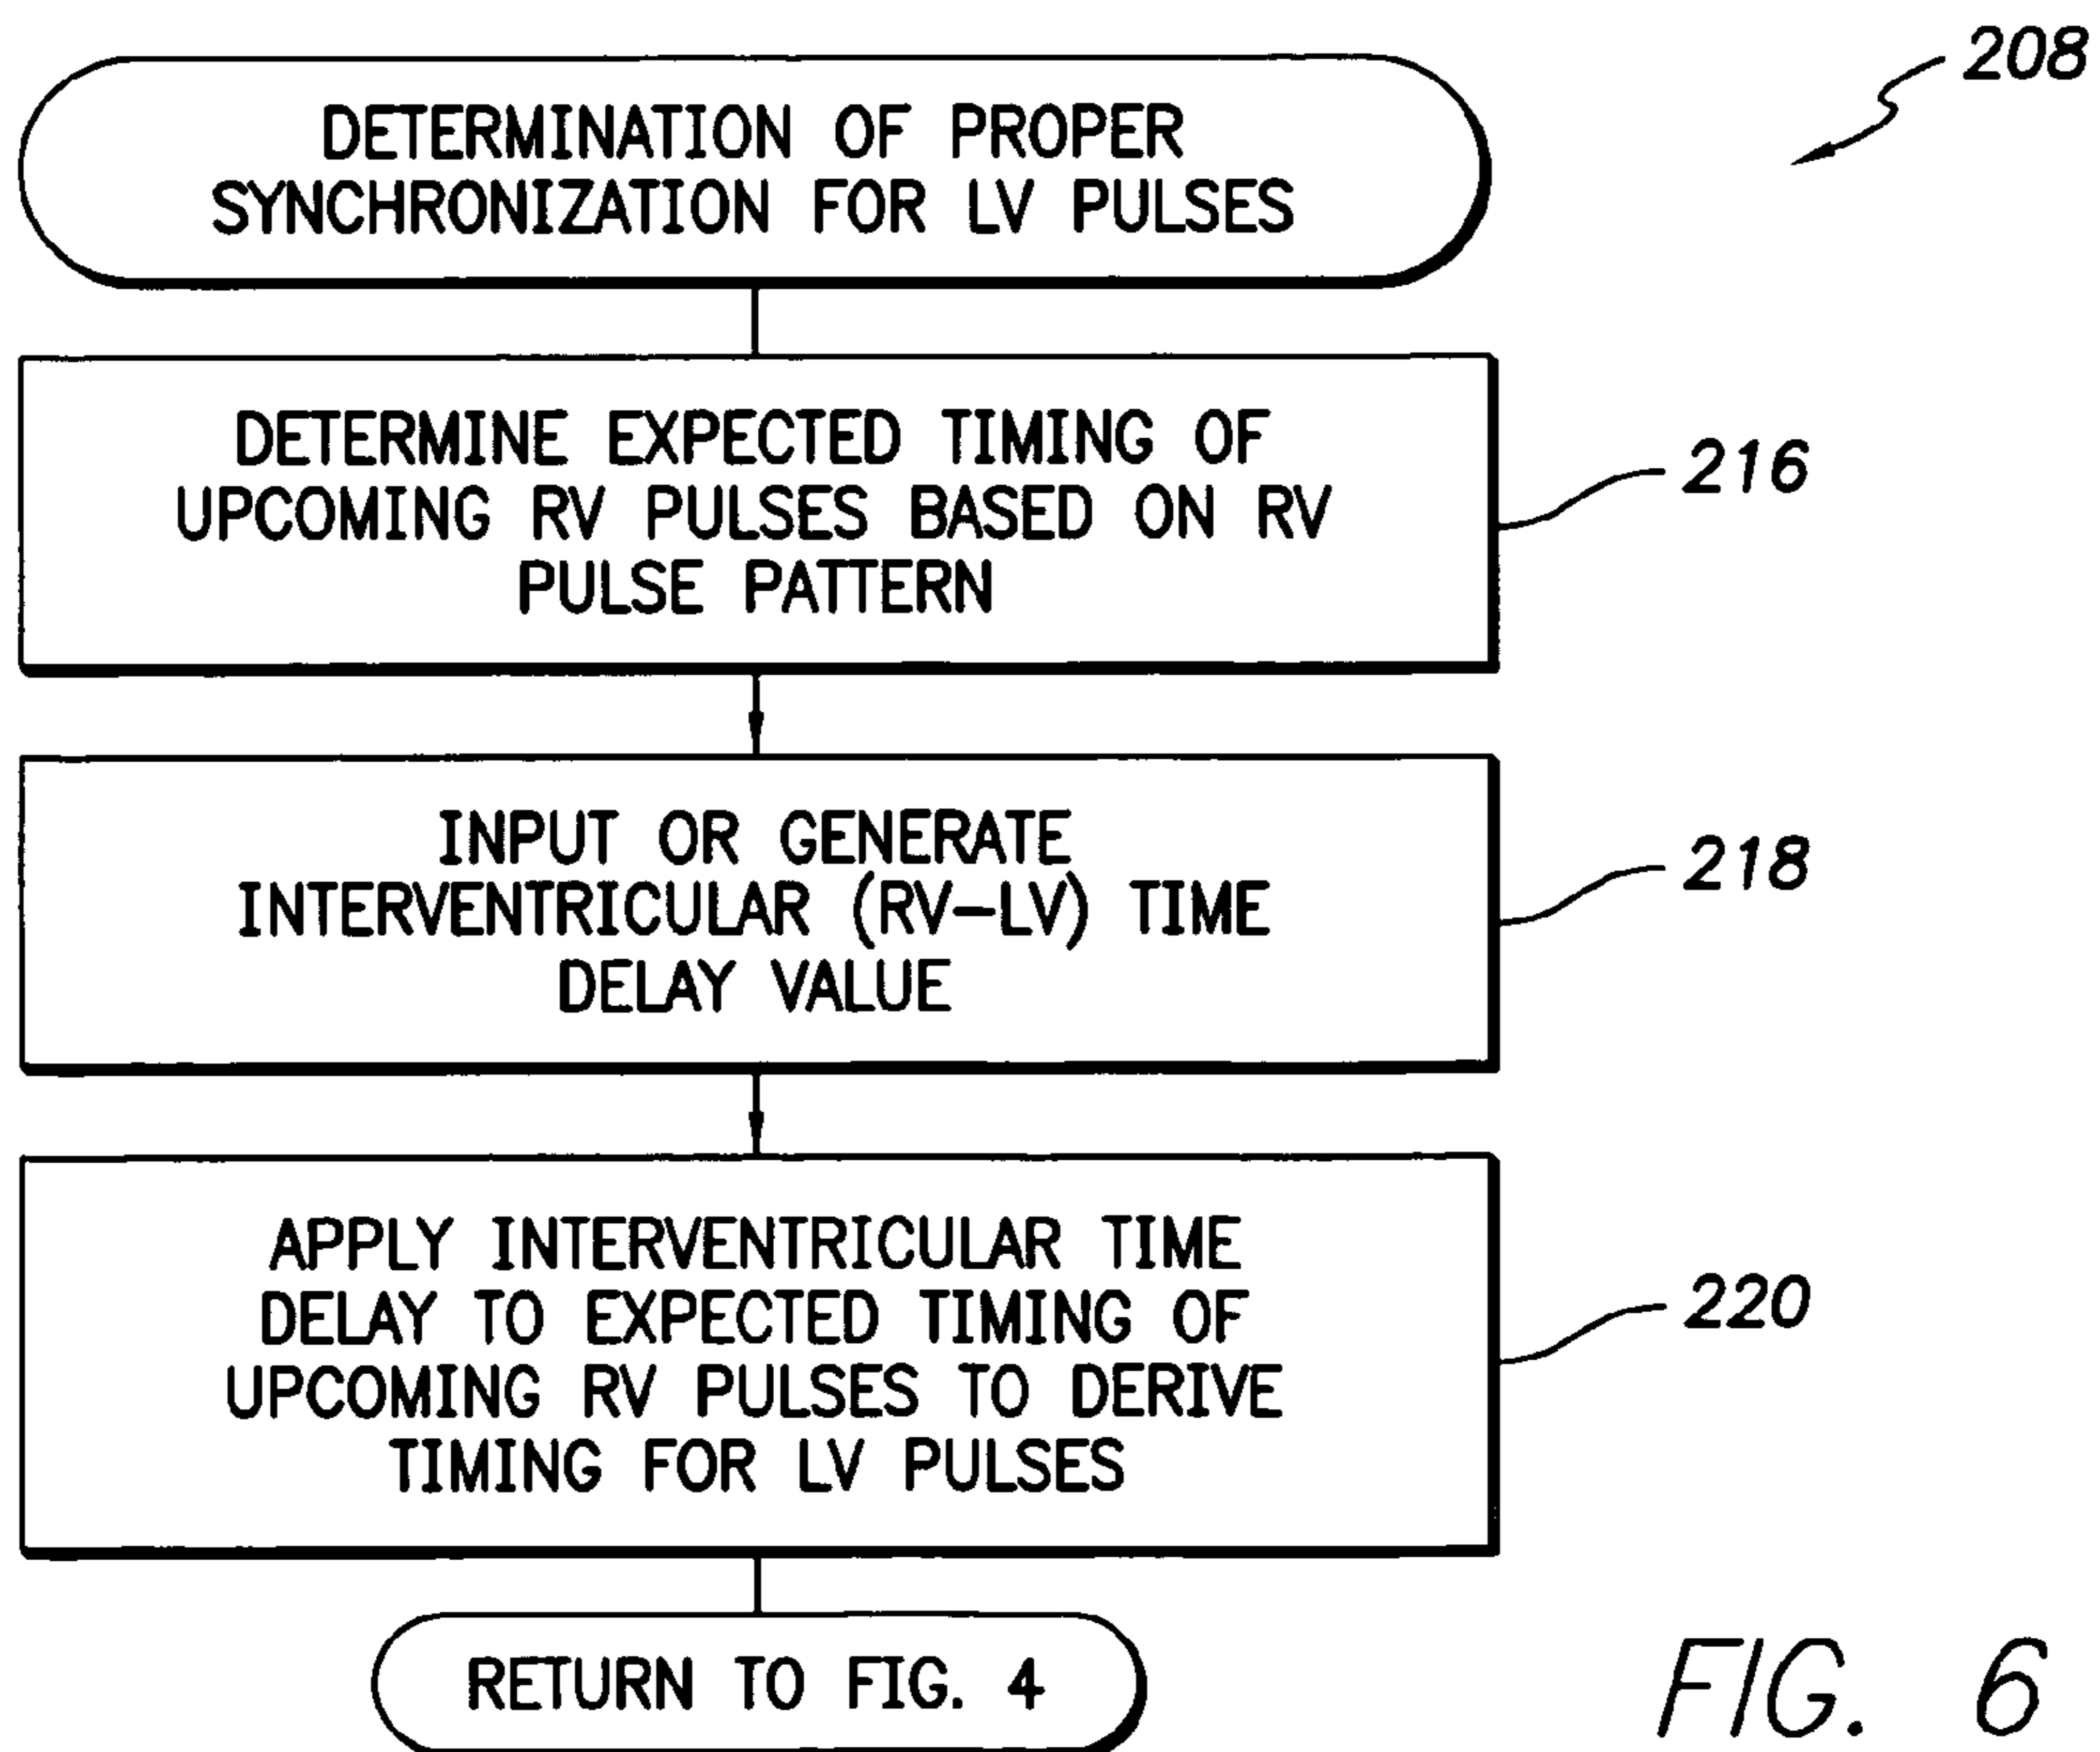 208
DETERMINATION OF PROPER
SYNCHRONIZATION FOR LV PULSES
DETERMINE EXPECTED TIMING OF
UPCOMING RV PULSES BASED ON RV
PULSE PATTERN
216
INPUT OR GENERATE
INTERVENTRICULAR (RV-LV) TIME
DELAY VALUE
218
APPLY INTERVENTRICULAR TIME
DELAY TO EXPECTED TIMING OF
UPCOMING RV PULSES TO DERIVE
TIMING FOR LV PULSES
220
RETURN TO FIG. 4
FIG. 6